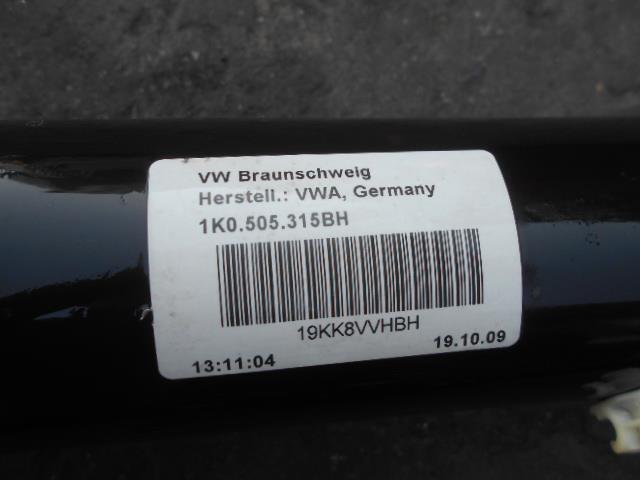 VW Braunschweig
Herstell.: VWA, Germany
1K0.505.315BH
19KK8VVHBH
13:11:04 19.10.09